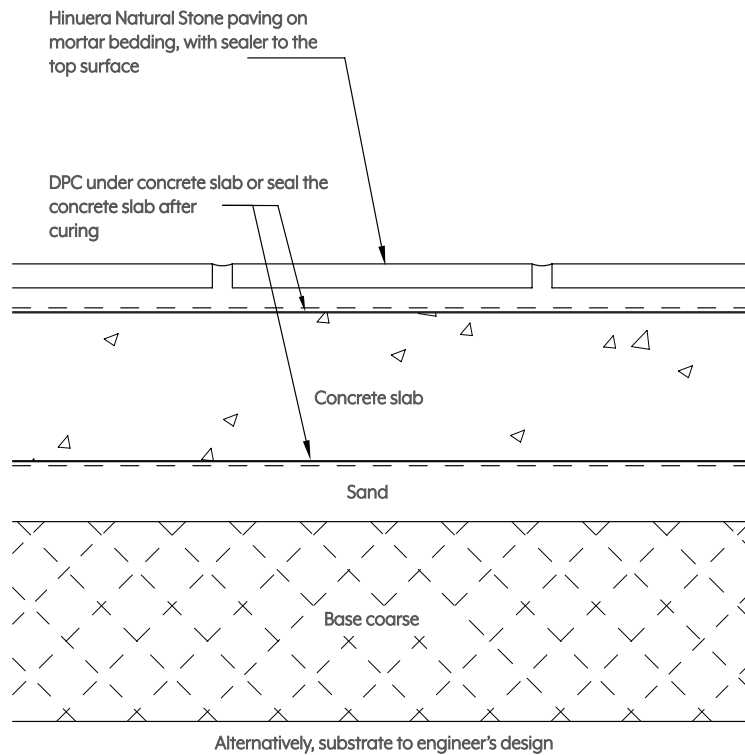 Hinuera Natural Stone paving on
mortar bedding, with sealer to the
top surface
DPC under concrete slab or seal the
concrete slab after
curing
Concrete slab
Sand
Base coarse
Alternatively, substrate to engineer's design